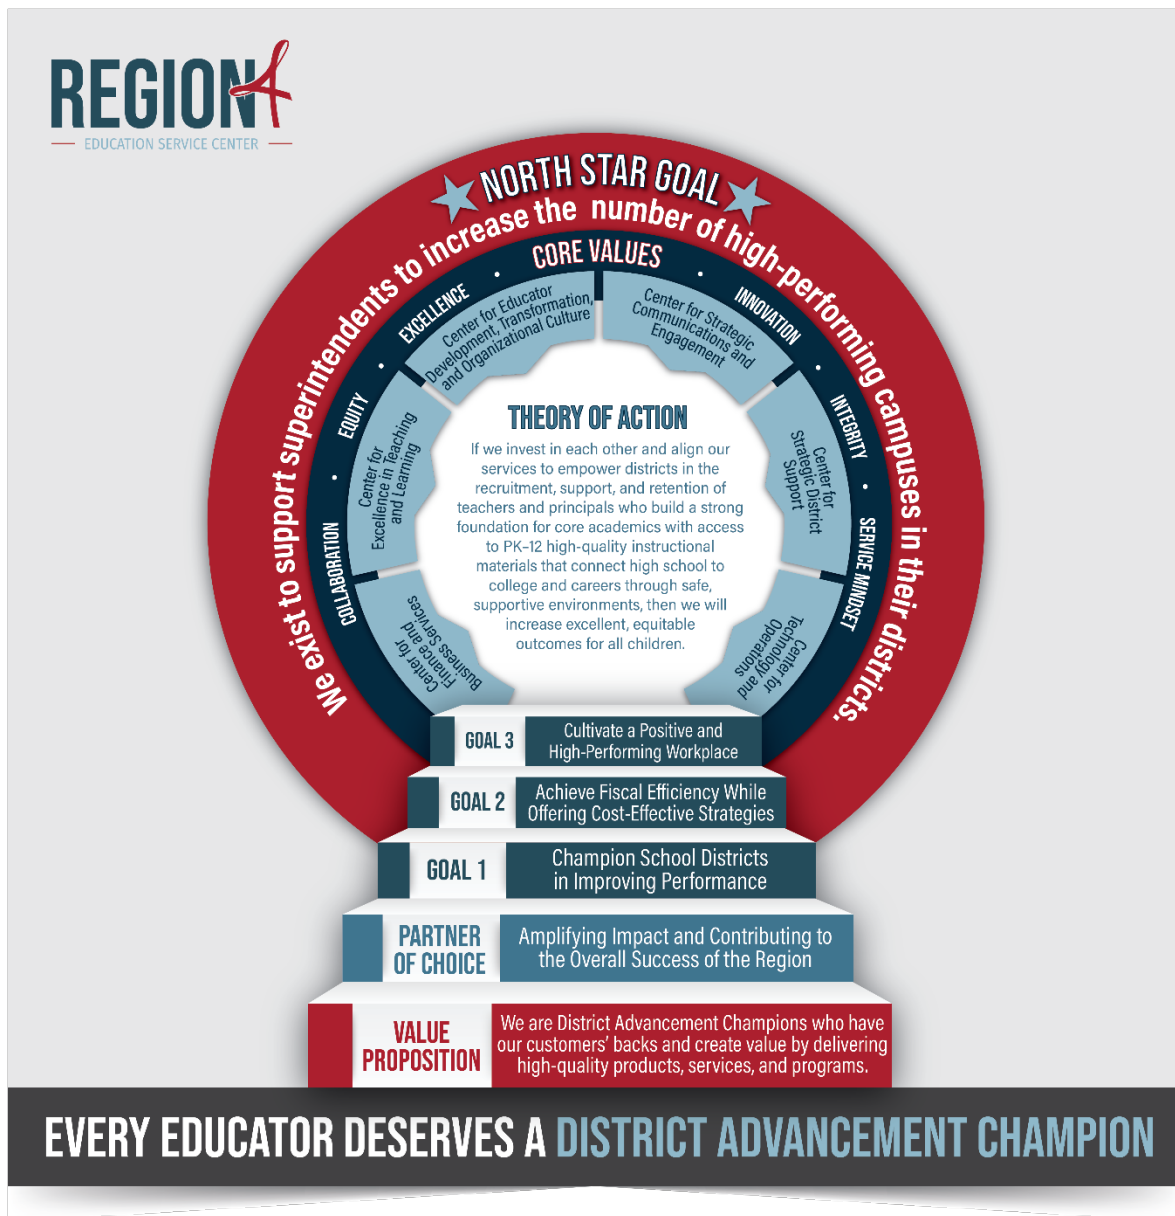 REGION4
EDUCATION SERVICE CENTER
NORTH STAR GOAL
We exist to support superintendents to increase the number of high-performing campuses in their districts.
CORE VALUES
COLLABORATION • EQUITY • EXCELLENCE • • INNOVATION • INTEGRITY • SERVICE MINDSET
Center for
Finance and
Business Services
Center for
Excellence in Teaching
and Learning
Center for Educator
Development, Transformation,
and Organizational Culture
Center for Strategic
Communications and
Engagement
Center for
Strategic District
Support
Center for
Technology and
Operations
THEORY OF ACTION
If we invest in each other and align our
services to empower districts in the
recruitment, support, and retention of
teachers and principals who build a strong
foundation for core academics with access
to PK–12 high-quality instructional
materials that connect high school to
college and careers through safe,
supportive environments, then we will
increase excellent, equitable
outcomes for all children.
GOAL 3
Cultivate a Positive and
High-Performing Workplace
GOAL 2
Achieve Fiscal Efficiency While
Offering Cost-Effective Strategies
GOAL 1
Champion School Districts
in Improving Performance
PARTNER
OF CHOICE
Amplifying Impact and Contributing to
the Overall Success of the Region
VALUE
PROPOSITION
We are District Advancement Champions who have
our customers' backs and create value by delivering
high-quality products, services, and programs.
EVERY EDUCATOR DESERVES A DISTRICT ADVANCEMENT CHAMPION